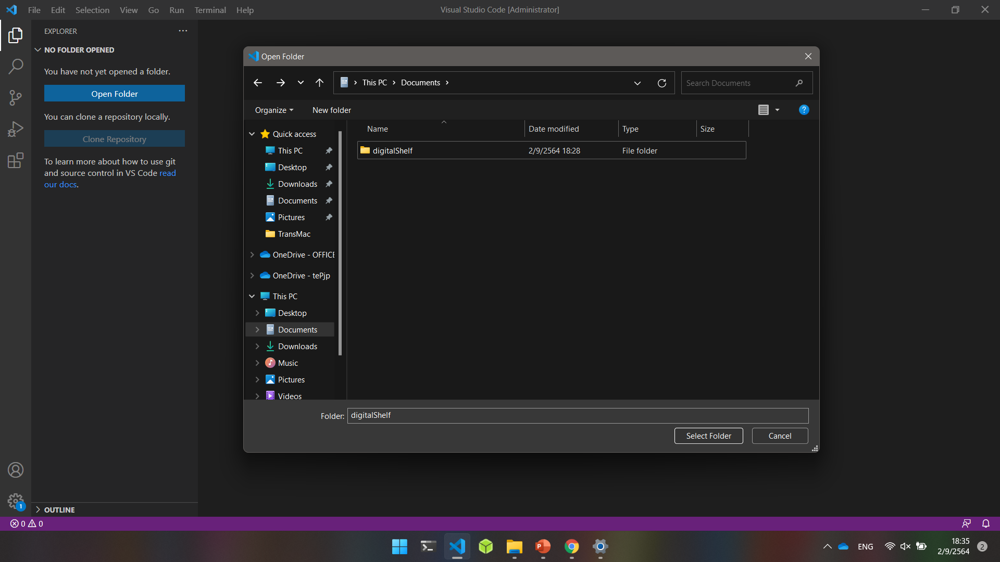 File Edit Selection View Go Run Terminal Help
Visual Studio Code [Administrator]
EXPLORER
NO FOLDER OPENED
You have not yet opened a folder.
Open Folder
You can clone a repository locally.
Clone Repository
To learn more about how to use git
and source control in VS Code read
our docs.
OUTLINE
Open Folder
This PC Documents
Search Documents
Organize New folder
Name Date modified Type Size
digitalShelf 2/9/2564 18:28 File folder
Quick access
This PC
Desktop
Downloads
Documents
Pictures
TransMac
OneDrive - OFFICE
OneDrive - tePjp
This PC
Desktop
Documents
Downloads
Music
Pictures
Videos
Folder: digitalShelf
Select Folder Cancel
1
0 0
ENG
18:35
2/9/2564
2